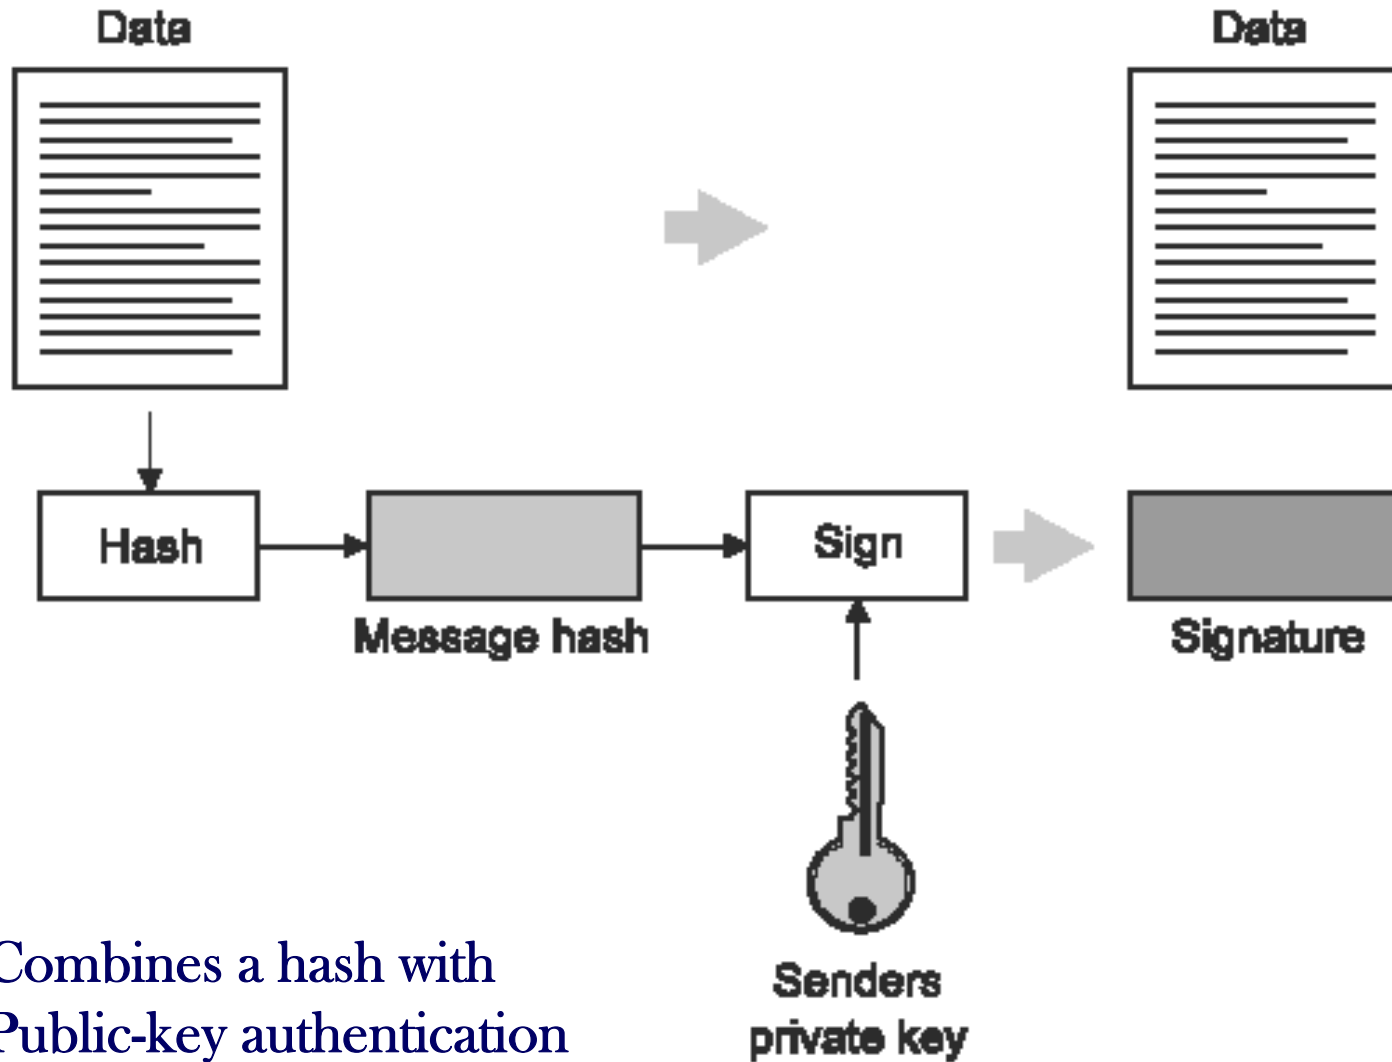 Data
Data
Hash
Sign
Message hash
Signature
Senders
private key
Combines a hash with
Public-key authentication